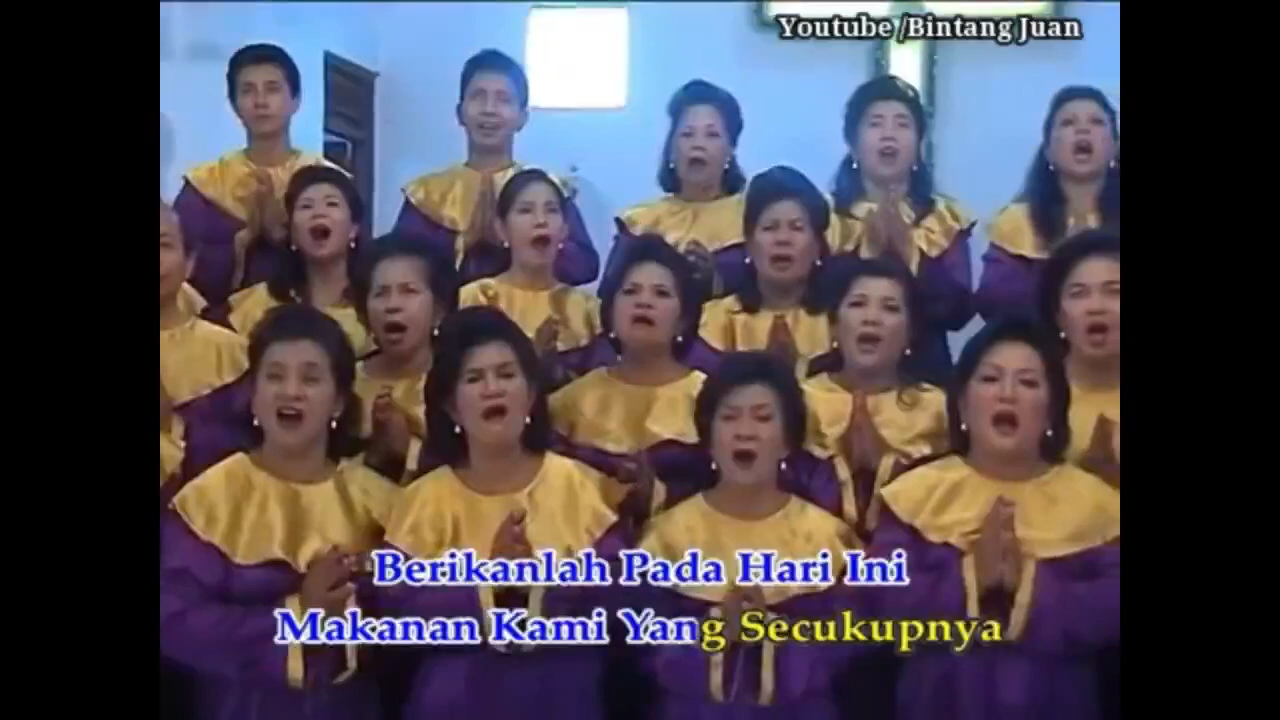 Youtube /Bintang Juan
Berikanlah Pada Hari Ini
Makanan Kami Yang Secukupnya